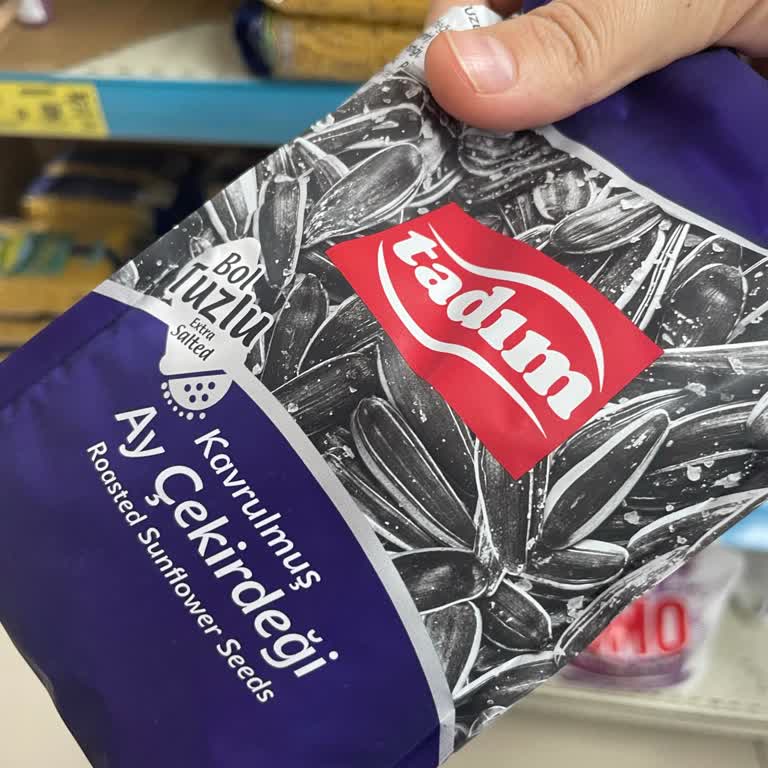 tadım
Bol
Tuzlu
Extra
Salted
Kavrulmuş
Ay Çekirdeği
Roasted Sunflower Seeds